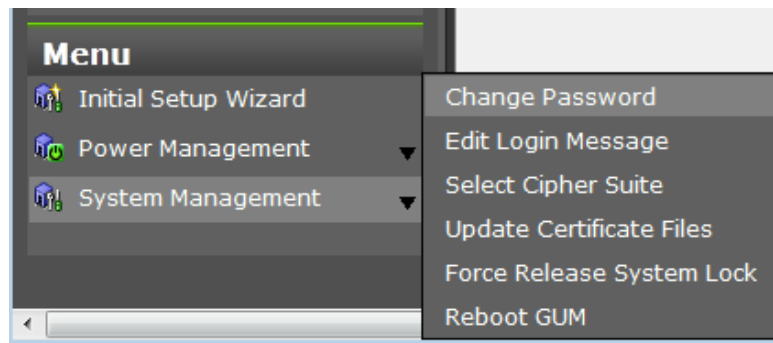 Menu
Initial Setup Wizard
Power Management
System Management
Change Password
Edit Login Message
Select Cipher Suite
Update Certificate Files
Force Release System Lock
Reboot GUM